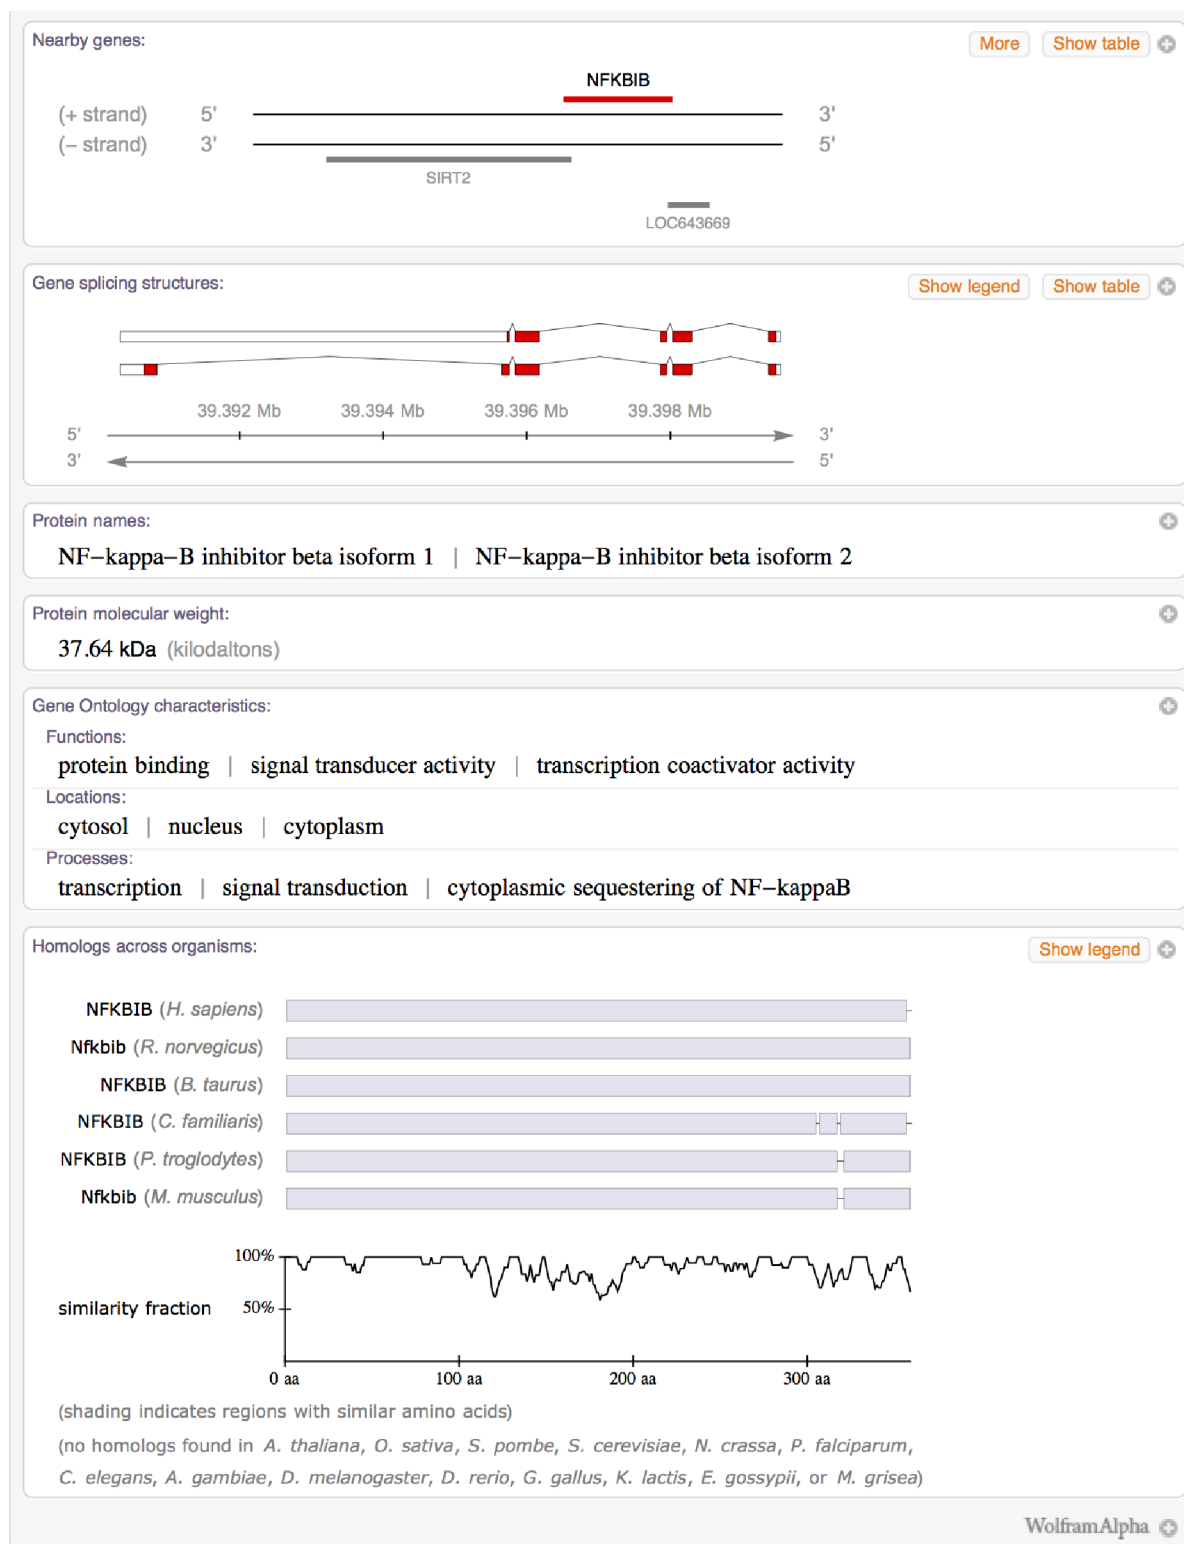 Nearby genes:
More
Show table
NFKBIB
(+ strand) 5' 3'
(− strand) 3' 5'
SIRT2
LOC643669
Gene splicing structures:
Show legend
Show table
39.392 Mb 39.394 Mb 39.396 Mb 39.398 Mb
5' 3'
3' 5'
Protein names:
NF−kappa−B inhibitor beta isoform 1 | NF−kappa−B inhibitor beta isoform 2
Protein molecular weight:
37.64 kDa (kilodaltons)
Gene Ontology characteristics:
Functions:
protein binding | signal transducer activity | transcription coactivator activity
Locations:
cytosol | nucleus | cytoplasm
Processes:
transcription | signal transduction | cytoplasmic sequestering of NF−kappaB
Homologs across organisms:
Show legend
NFKBIB (H. sapiens)
Nfkbib (R. norvegicus)
NFKBIB (B. taurus)
NFKBIB (C. familiaris)
NFKBIB (P. troglodytes)
Nfkbib (M. musculus)
100%
similarity fraction 50%
0 aa 100 aa 200 aa 300 aa
(shading indicates regions with similar amino acids)
(no homologs found in A. thaliana, O. sativa, S. pombe, S. cerevisiae, N. crassa, P. falciparum,
C. elegans, A. gambiae, D. melanogaster, D. rerio, G. gallus, K. lactis, E. gossypii, or M. grisea)
WolframAlpha